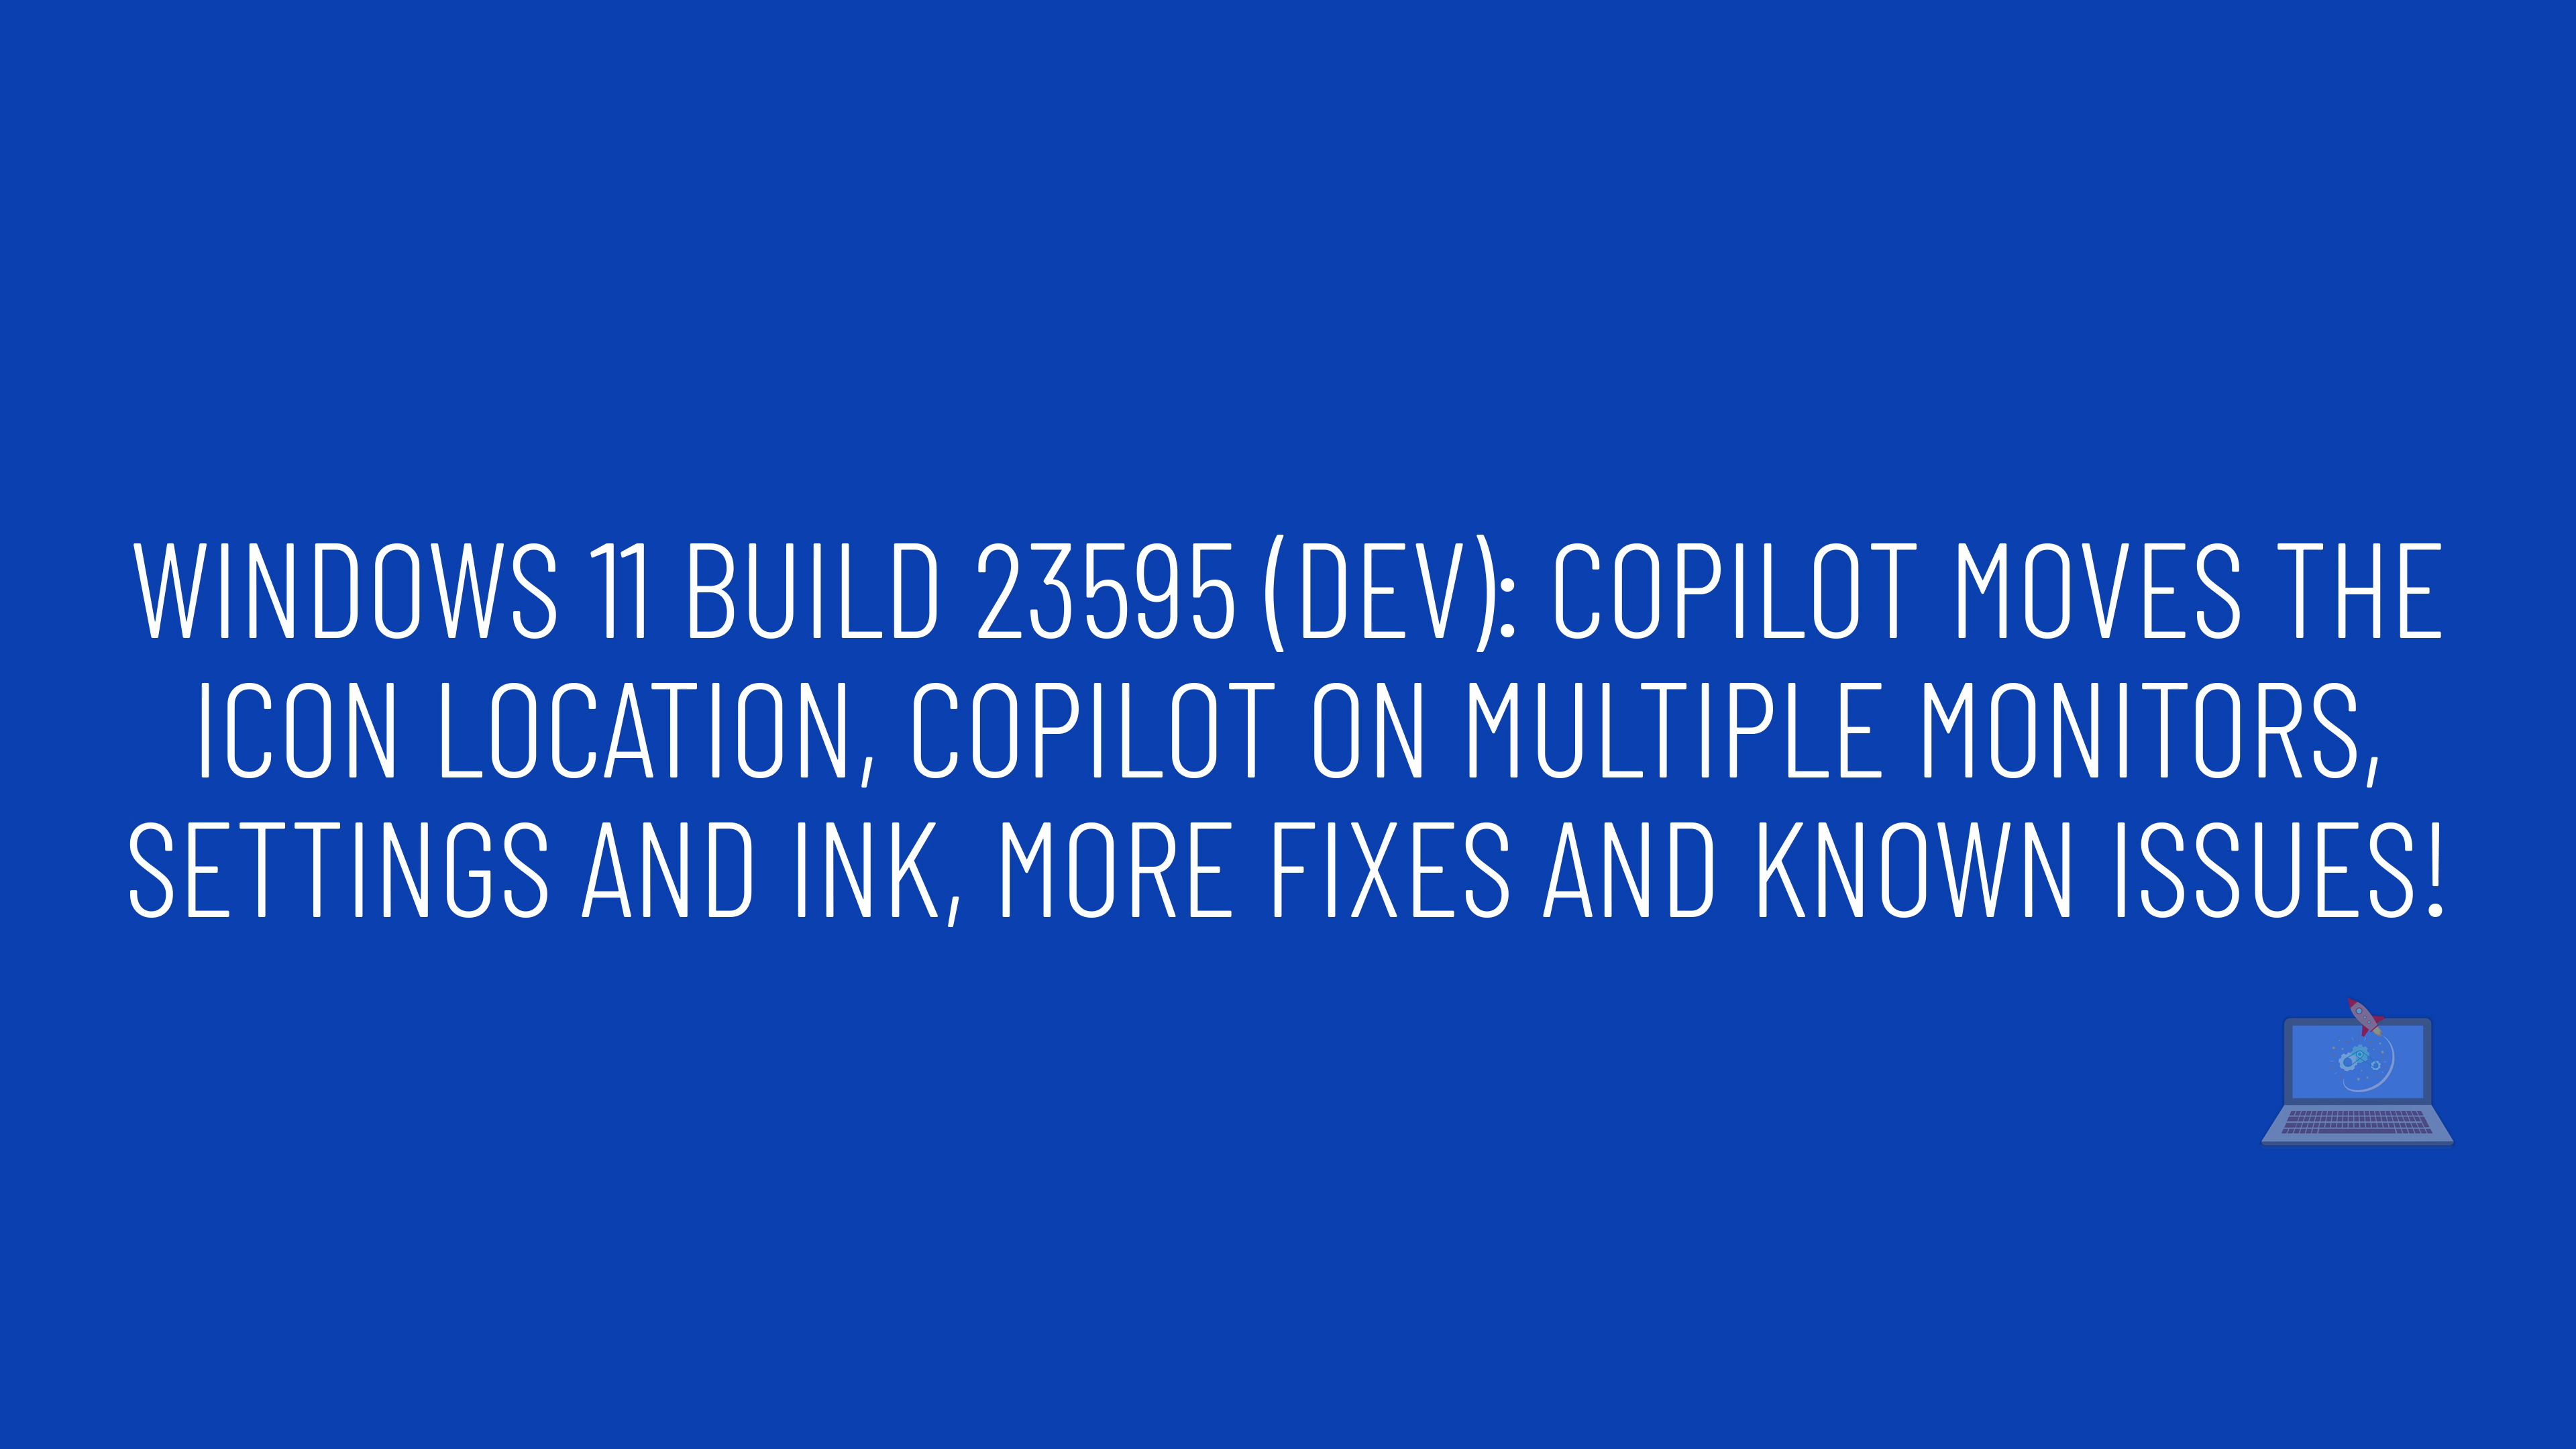 WINDOWS 11 BUILD 23595 (DEV): COPILOT MOVES THE
ICON LOCATION, COPILOT ON MULTIPLE MONITORS,
SETTINGS AND INK, MORE FIXES AND KNOWN ISSUES!